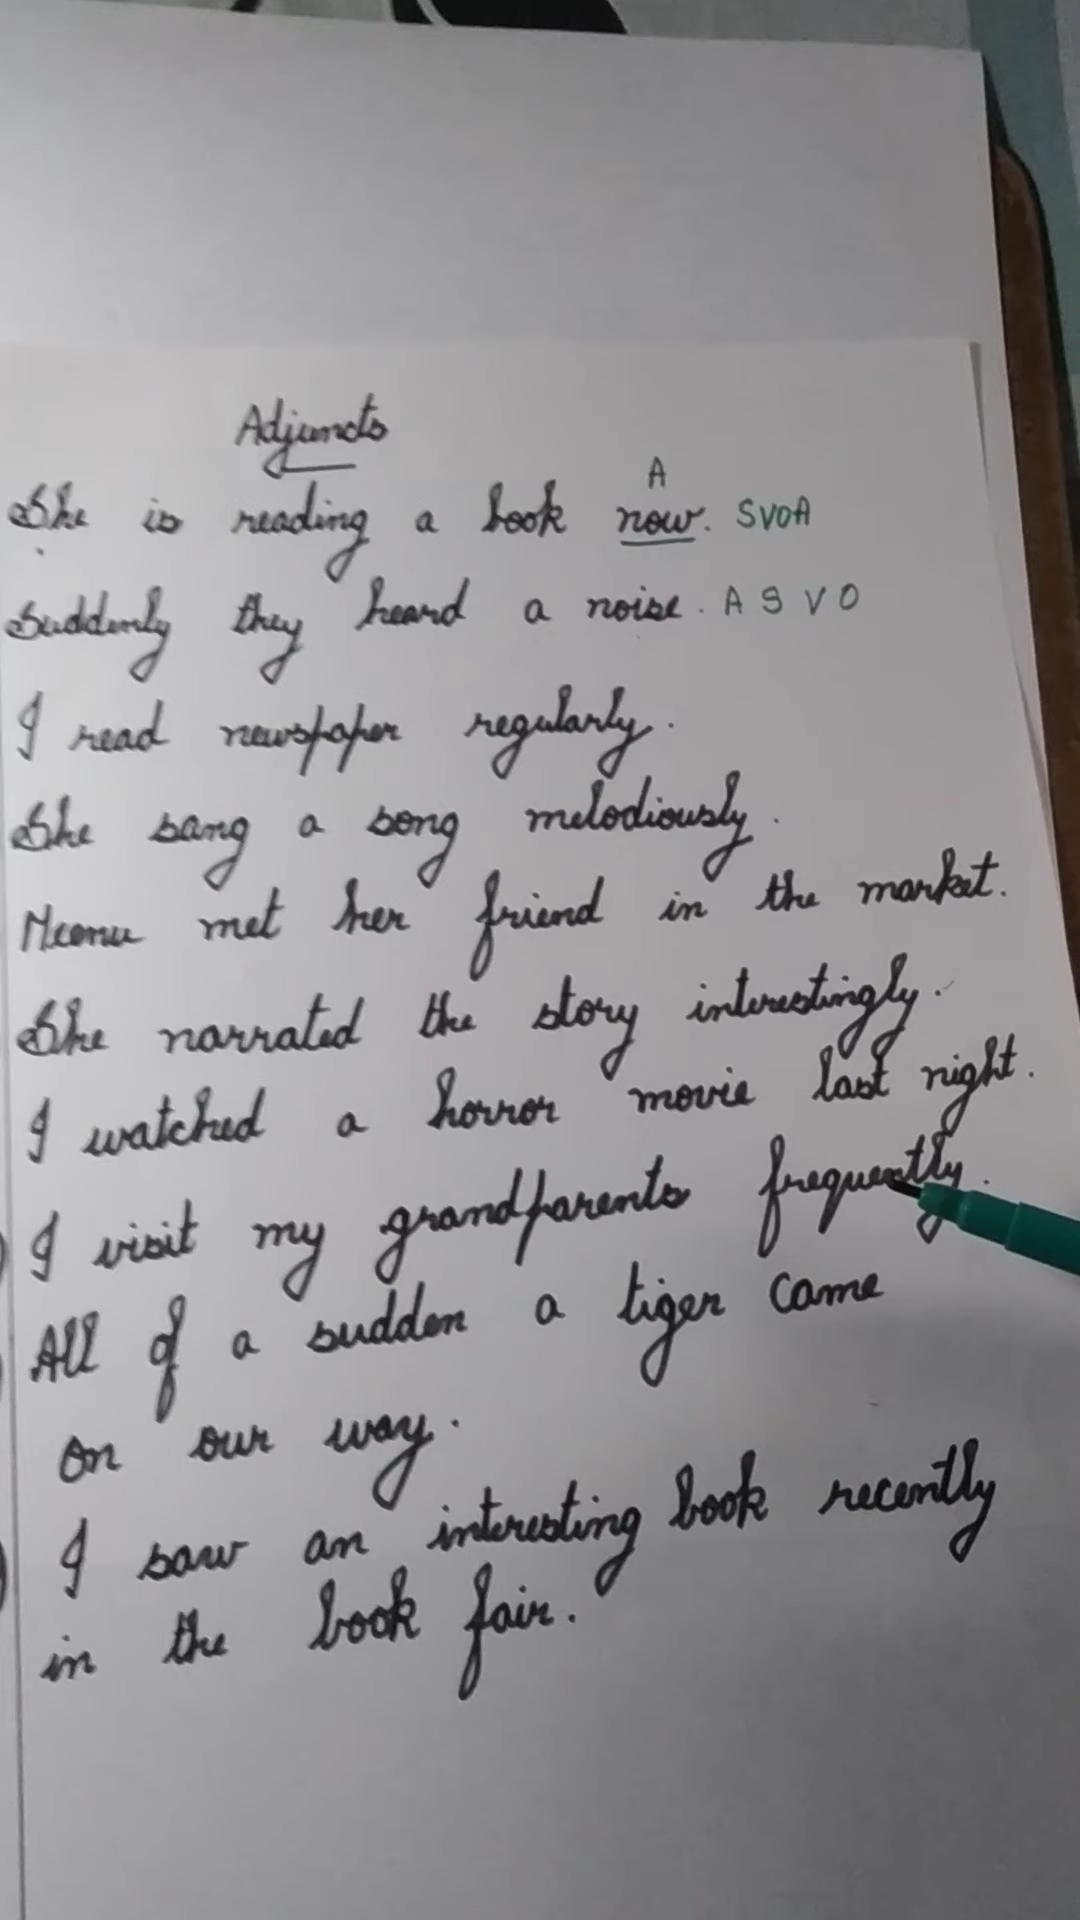 Adjuncts
A
She is reading a book now. SVOA
Suddenly they heard a noise. A S V O
I read newspaper regularly.
She sang a song melodiously.
Meenu met her friend in the market.
She narrated the story interestingly.
I watched a horror movie last night.
I visit my grandparents frequently.
All of a sudden a tiger came
on our way.
I saw an interesting book recently
in the book fair.